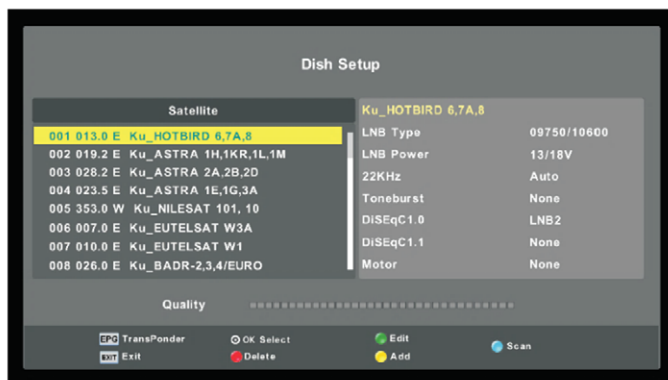 Dish Setup
Satellite
001 013.0 E Ku_HOTBIRD 6,7A,8
002 019.2 E Ku_ASTRA 1H,1KR,1L,1M
003 028.2 E Ku_ASTRA 2A,2B,2D
004 023.5 E Ku_ASTRA 1E,1G,3A
005 353.0 W Ku_NILESAT 101, 10
006 007.0 E Ku_EUTELSAT W3A
007 010.0 E Ku_EUTELSAT W1
008 026.0 E Ku_BADR-2,3,4/EURO
Ku_HOTBIRD 6,7A,8
LNB Type 09750/10600
LNB Power 13/18V
22KHz Auto
Toneburst None
DiSEqC1.0 LNB2
DiSEqC1.1 None
Motor None
Quality
EPG TransPonder OK Select Edit Scan
EXIT Exit Delete Add